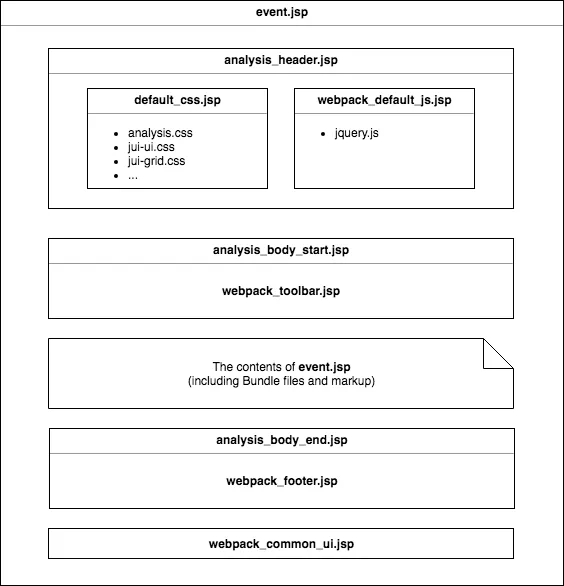 event.jsp
analysis_header.jsp
default_css.jsp
analysis.css
jui-ui.css
jui-grid.css
...
webpack_default_js.jsp
jquery.js
analysis_body_start.jsp
webpack_toolbar.jsp
The contents of event.jsp
(including Bundle files and markup)
analysis_body_end.jsp
webpack_footer.jsp
webpack_common_ui.jsp